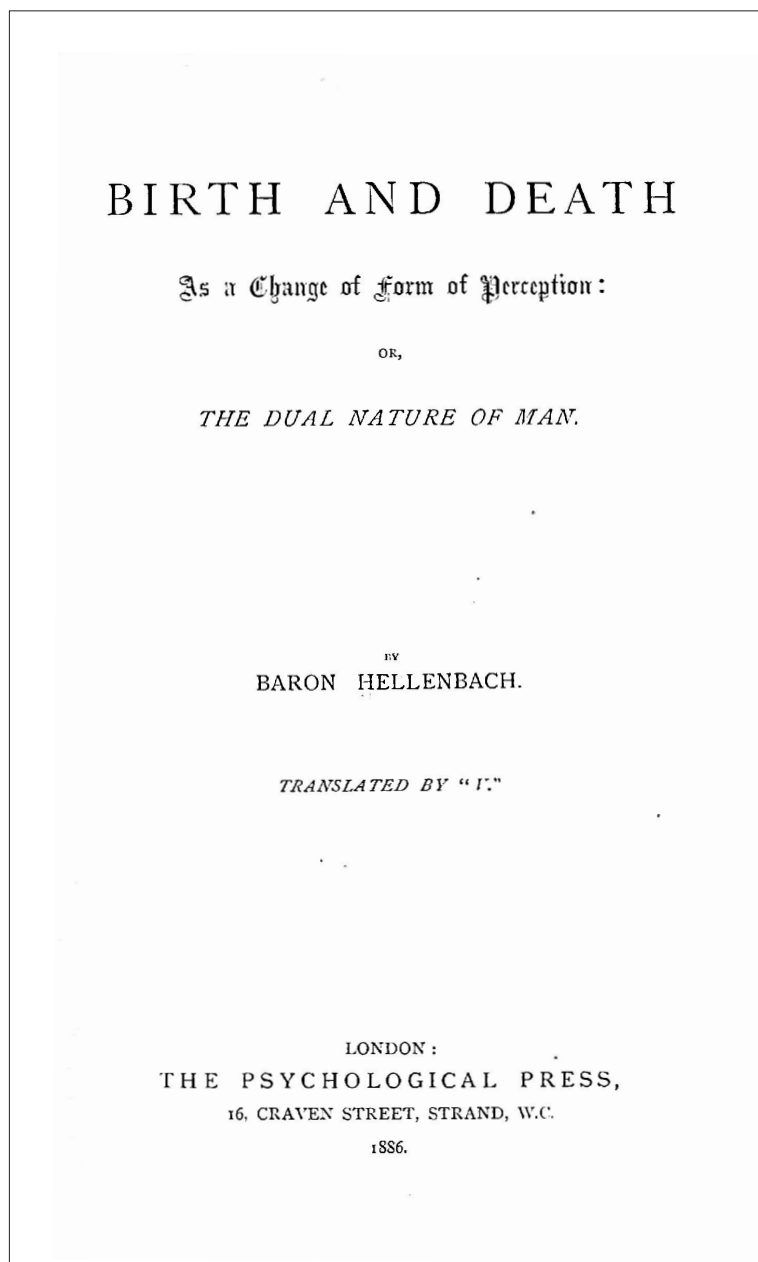 BIRTH AND DEATH
As a Change of Form of Perception:
OR,
THE DUAL NATURE OF MAN.
BY
BARON HELLENBACH.
TRANSLATED BY "V."
LONDON:
THE PSYCHOLOGICAL PRESS,
16, CRAVEN STREET, STRAND, W.C.
1886.